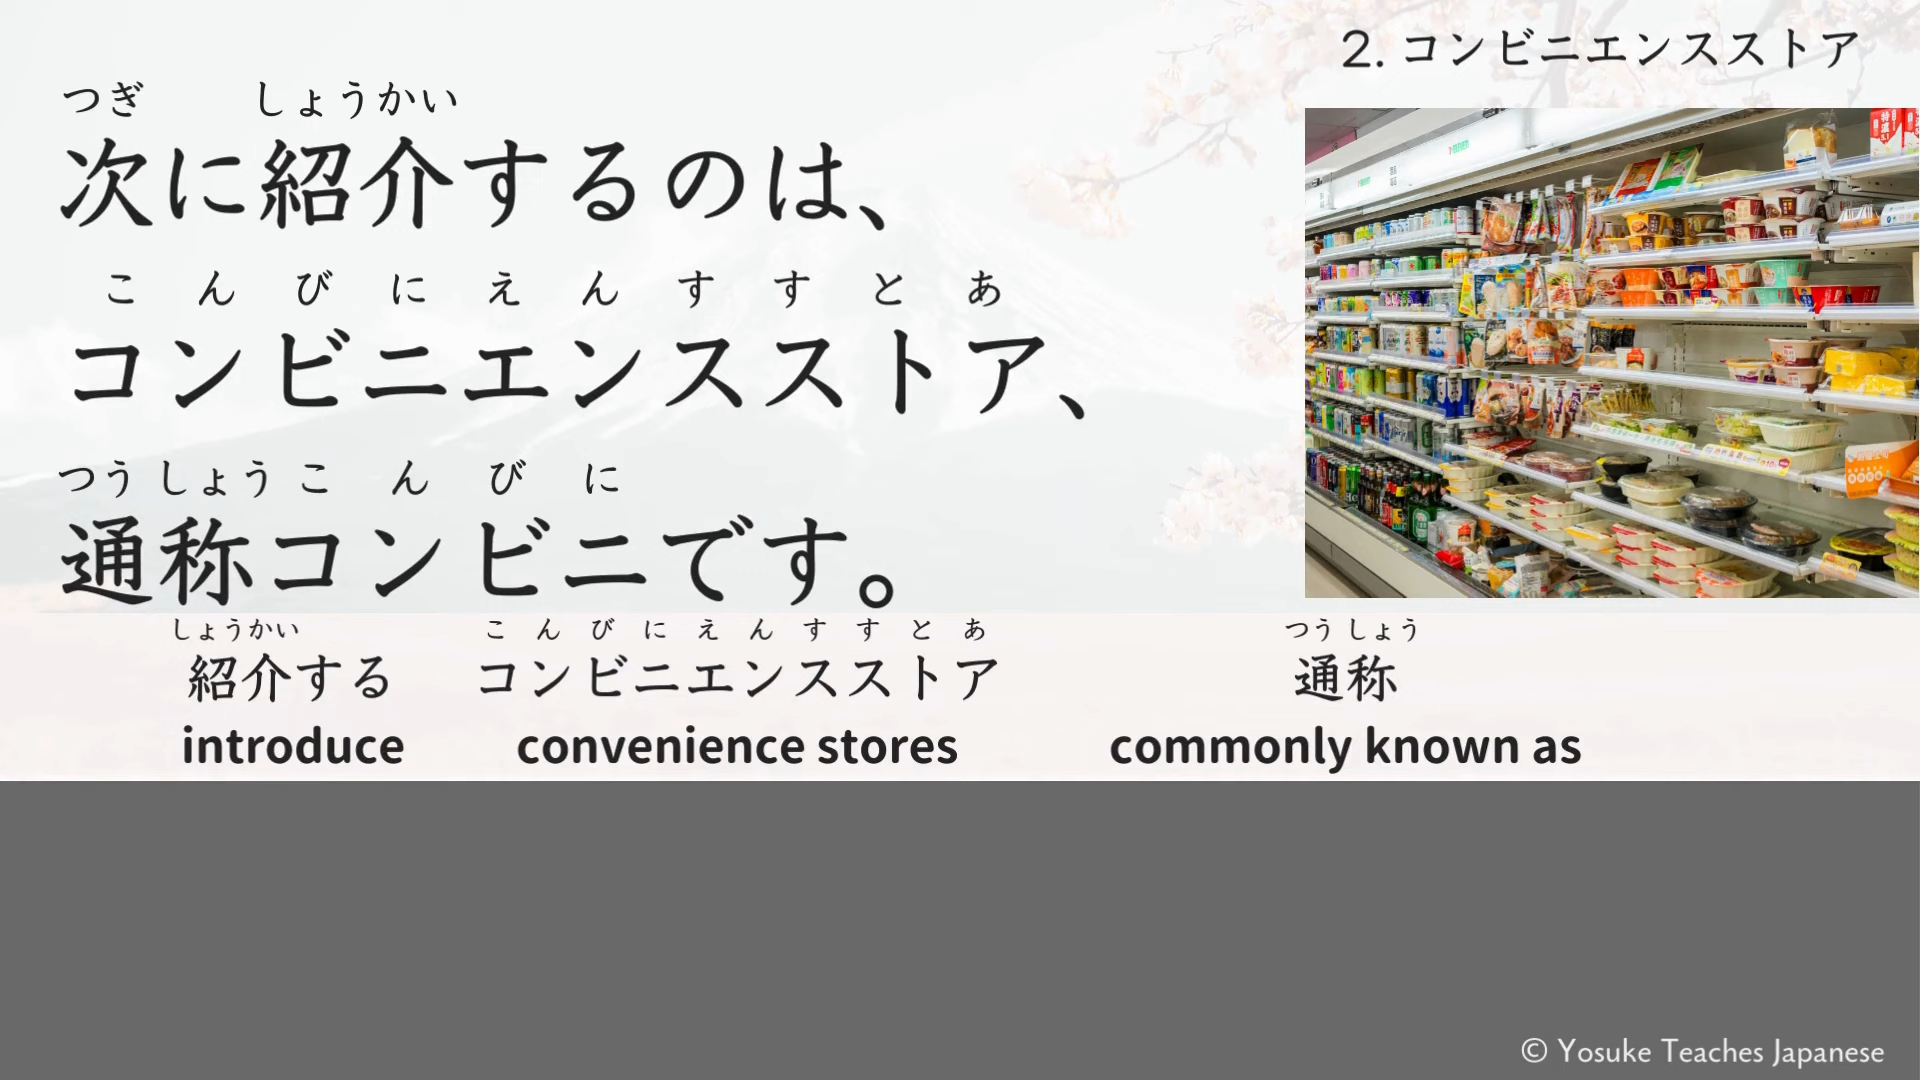 2. コンビニエンスストア
つぎ しょうかい
次に紹介するのは、
こ ん び に え ん す す と あ
コンビニエンスストア、
つう しょう こ ん び に
通称コンビニです。
しょうかい こ ん び に え ん す す と あ つう しょう
紹介する コンビニエンスストア 通称
introduce convenience stores commonly known as
© Yosuke Teaches Japanese